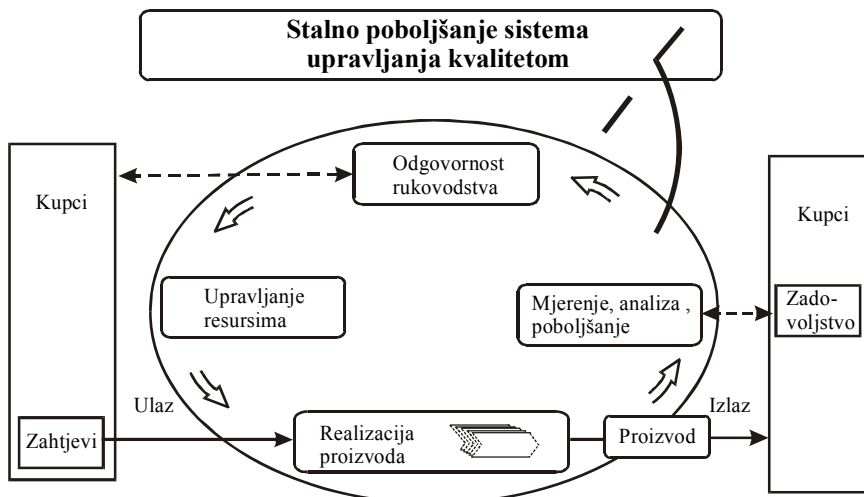 Stalno poboljšanje sistema
upravljanja kvalitetom
Odgovornost
rukovodstva
Kupci
Kupci
Upravljanje
resursima
Mjerenje, analiza ,
poboljšanje
Zado-
voljstvo
Ulaz
Izlaz
Zahtjevi
Realizacija
proizvoda
Proizvod